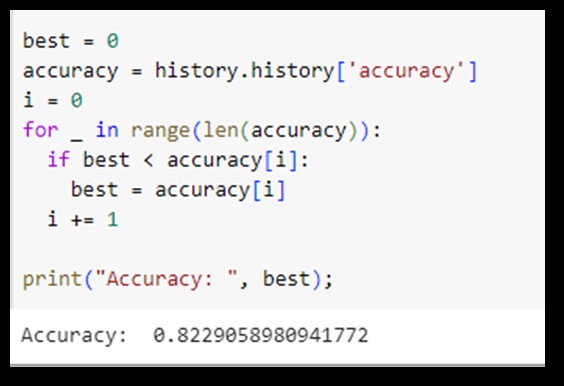 best = 0
accuracy = history.history['accuracy']
i = 0
for _ in range(len(accuracy)):
  if best < accuracy[i]:
    best = accuracy[i]
  i += 1

print("Accuracy: ", best);
Accuracy:  0.8229058980941772